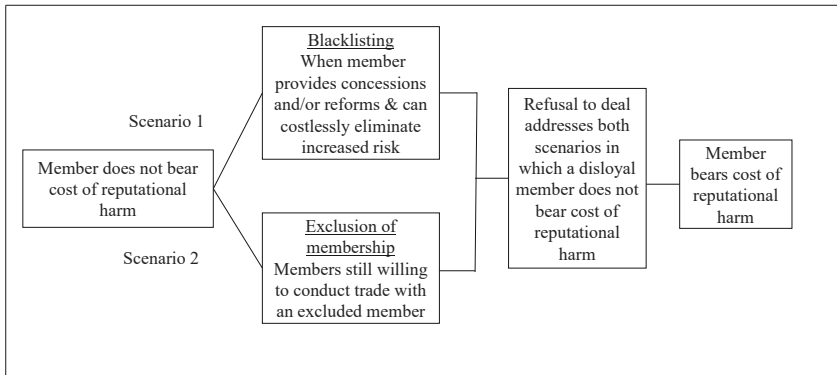 Scenario 1
Member does not bear
cost of reputational
harm
Scenario 2
Blacklisting
When member
provides concessions
and/or reforms & can
costlessly eliminate
increased risk
Exclusion of
membership
Members still willing
to conduct trade with
an excluded member
Refusal to deal
addresses both
scenarios in
which a disloyal
member does not
bear cost of
reputational
harm
Member
bears cost of
reputational
harm